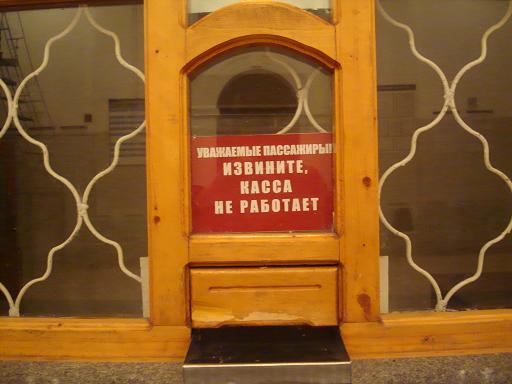 УВАЖАЕМЫЕ ПАССАЖИРЫ!
ИЗВИНИТЕ,
КАССА
НЕ РАБОТАЕТ